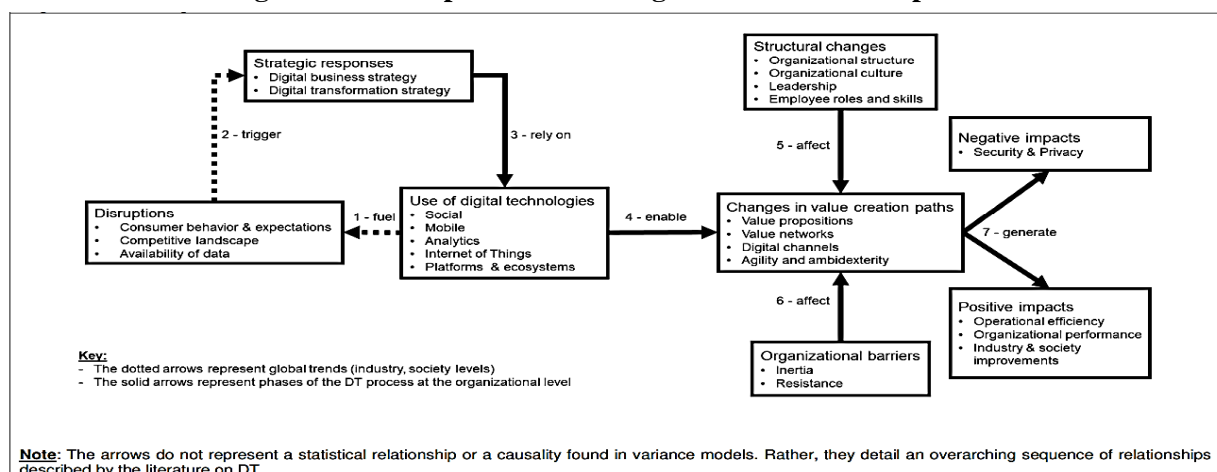 Strategic responses
• Digital business strategy
• Digital transformation strategy
Structural changes
• Organizational structure
• Organizational culture
• Leadership
• Employee roles and skills
2 - trigger
3 - rely on
5 - affect
Negative impacts
• Security & Privacy
Disruptions
• Consumer behavior & expectations
• Competitive landscape
• Availability of data
1 - fuel
Use of digital technologies
• Social
• Mobile
• Analytics
• Internet of Things
• Platforms & ecosystems
4 - enable
Changes in value creation paths
• Value propositions
• Value networks
• Digital channels
• Agility and ambidexterity
7 - generate
6 - affect
Positive impacts
• Operational efficiency
• Organizational performance
• Industry & society
improvements
Organizational barriers
• Inertia
• Resistance
Key:
- The dotted arrows represent global trends (industry, society levels)
- The solid arrows represent phases of the DT process at the organizational level
Note: The arrows do not represent a statistical relationship or a causality found in variance models. Rather, they detail an overarching sequence of relationships
described by the literature on DT